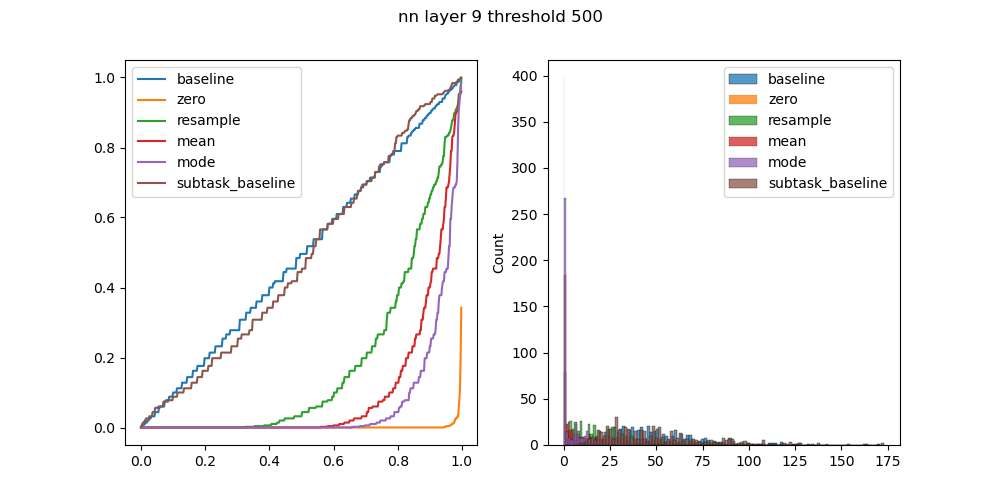 nn layer 9 threshold 500
1.0
0.8
0.6
0.4
0.2
0.0
0.0 0.2 0.4 0.6 0.8 1.0
baseline
zero
resample
mean
mode
subtask_baseline
Count
400
350
300
250
200
150
100
50
0
0 25 50 75 100 125 150 175
baseline
zero
resample
mean
mode
subtask_baseline